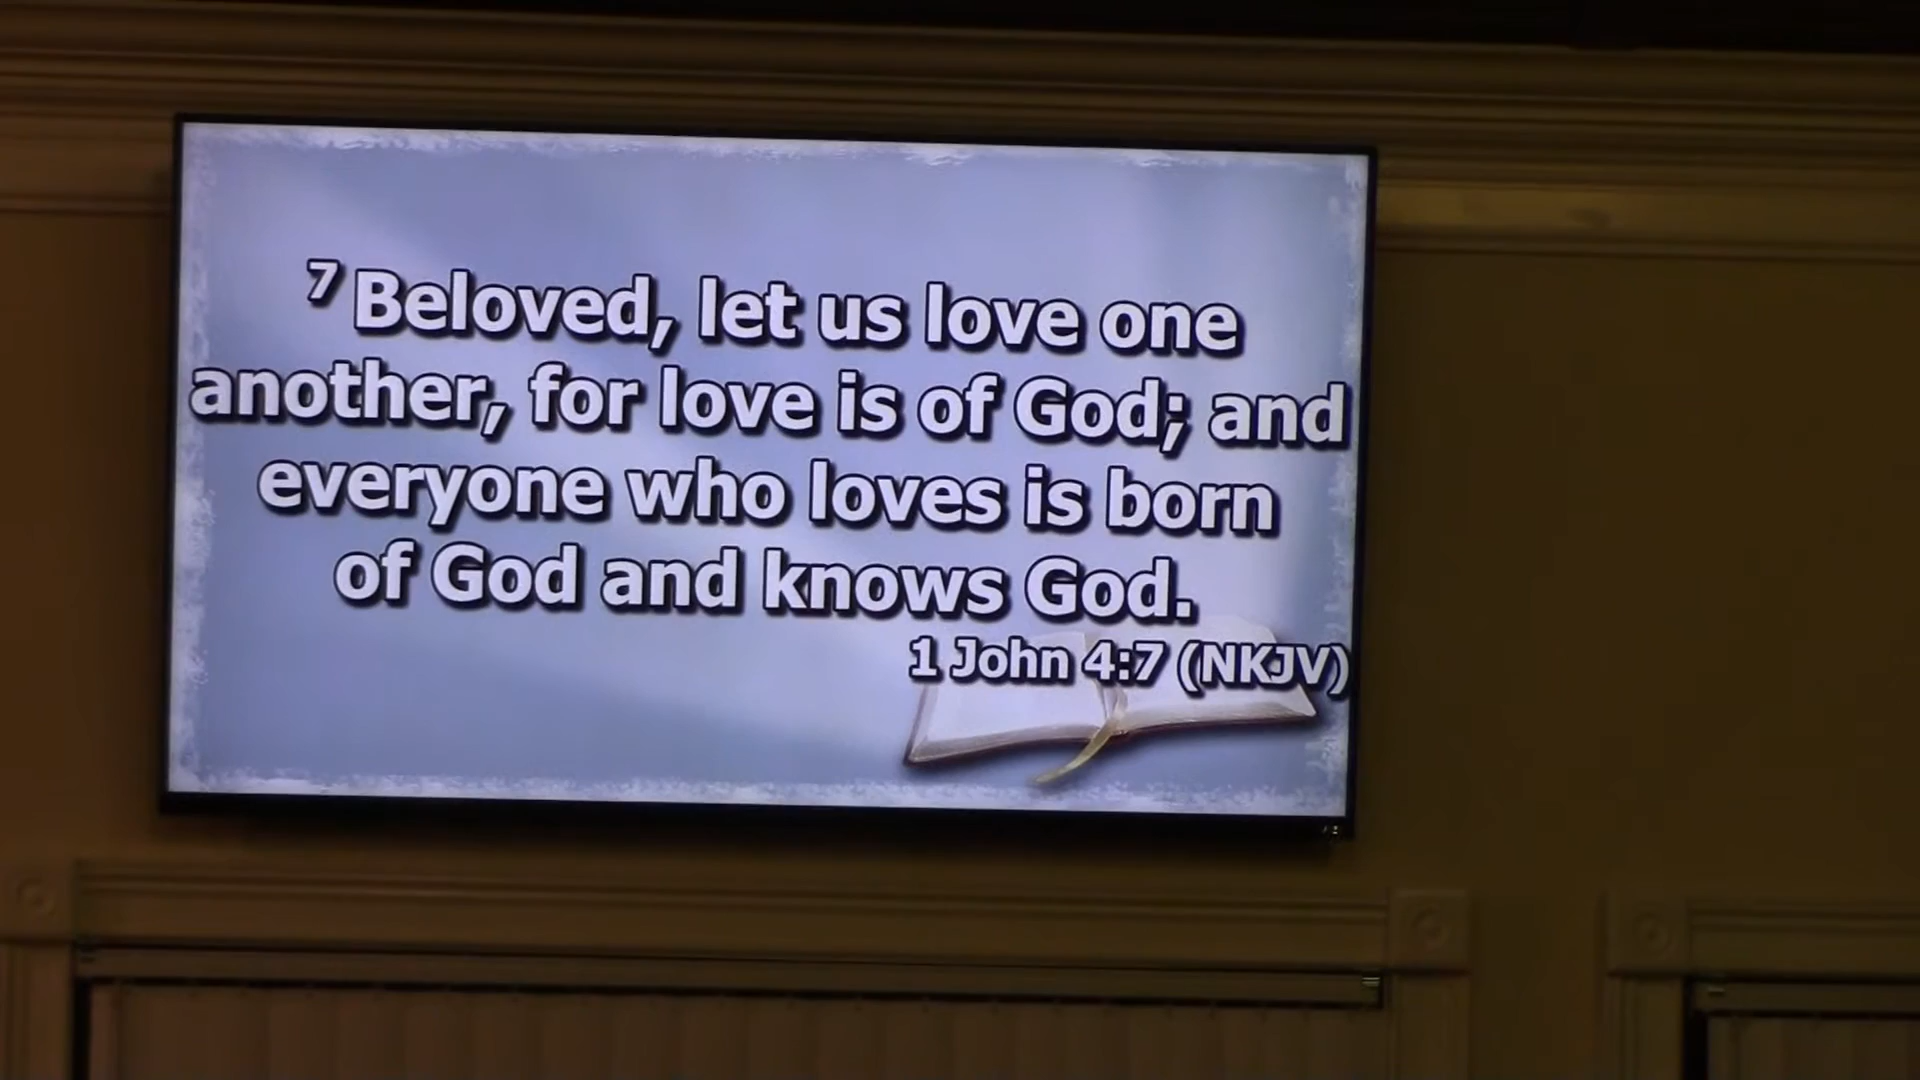 7 Beloved, let us love one
another, for love is of God; and
everyone who loves is born
of God and knows God.
1 John 4:7 (NKJV)